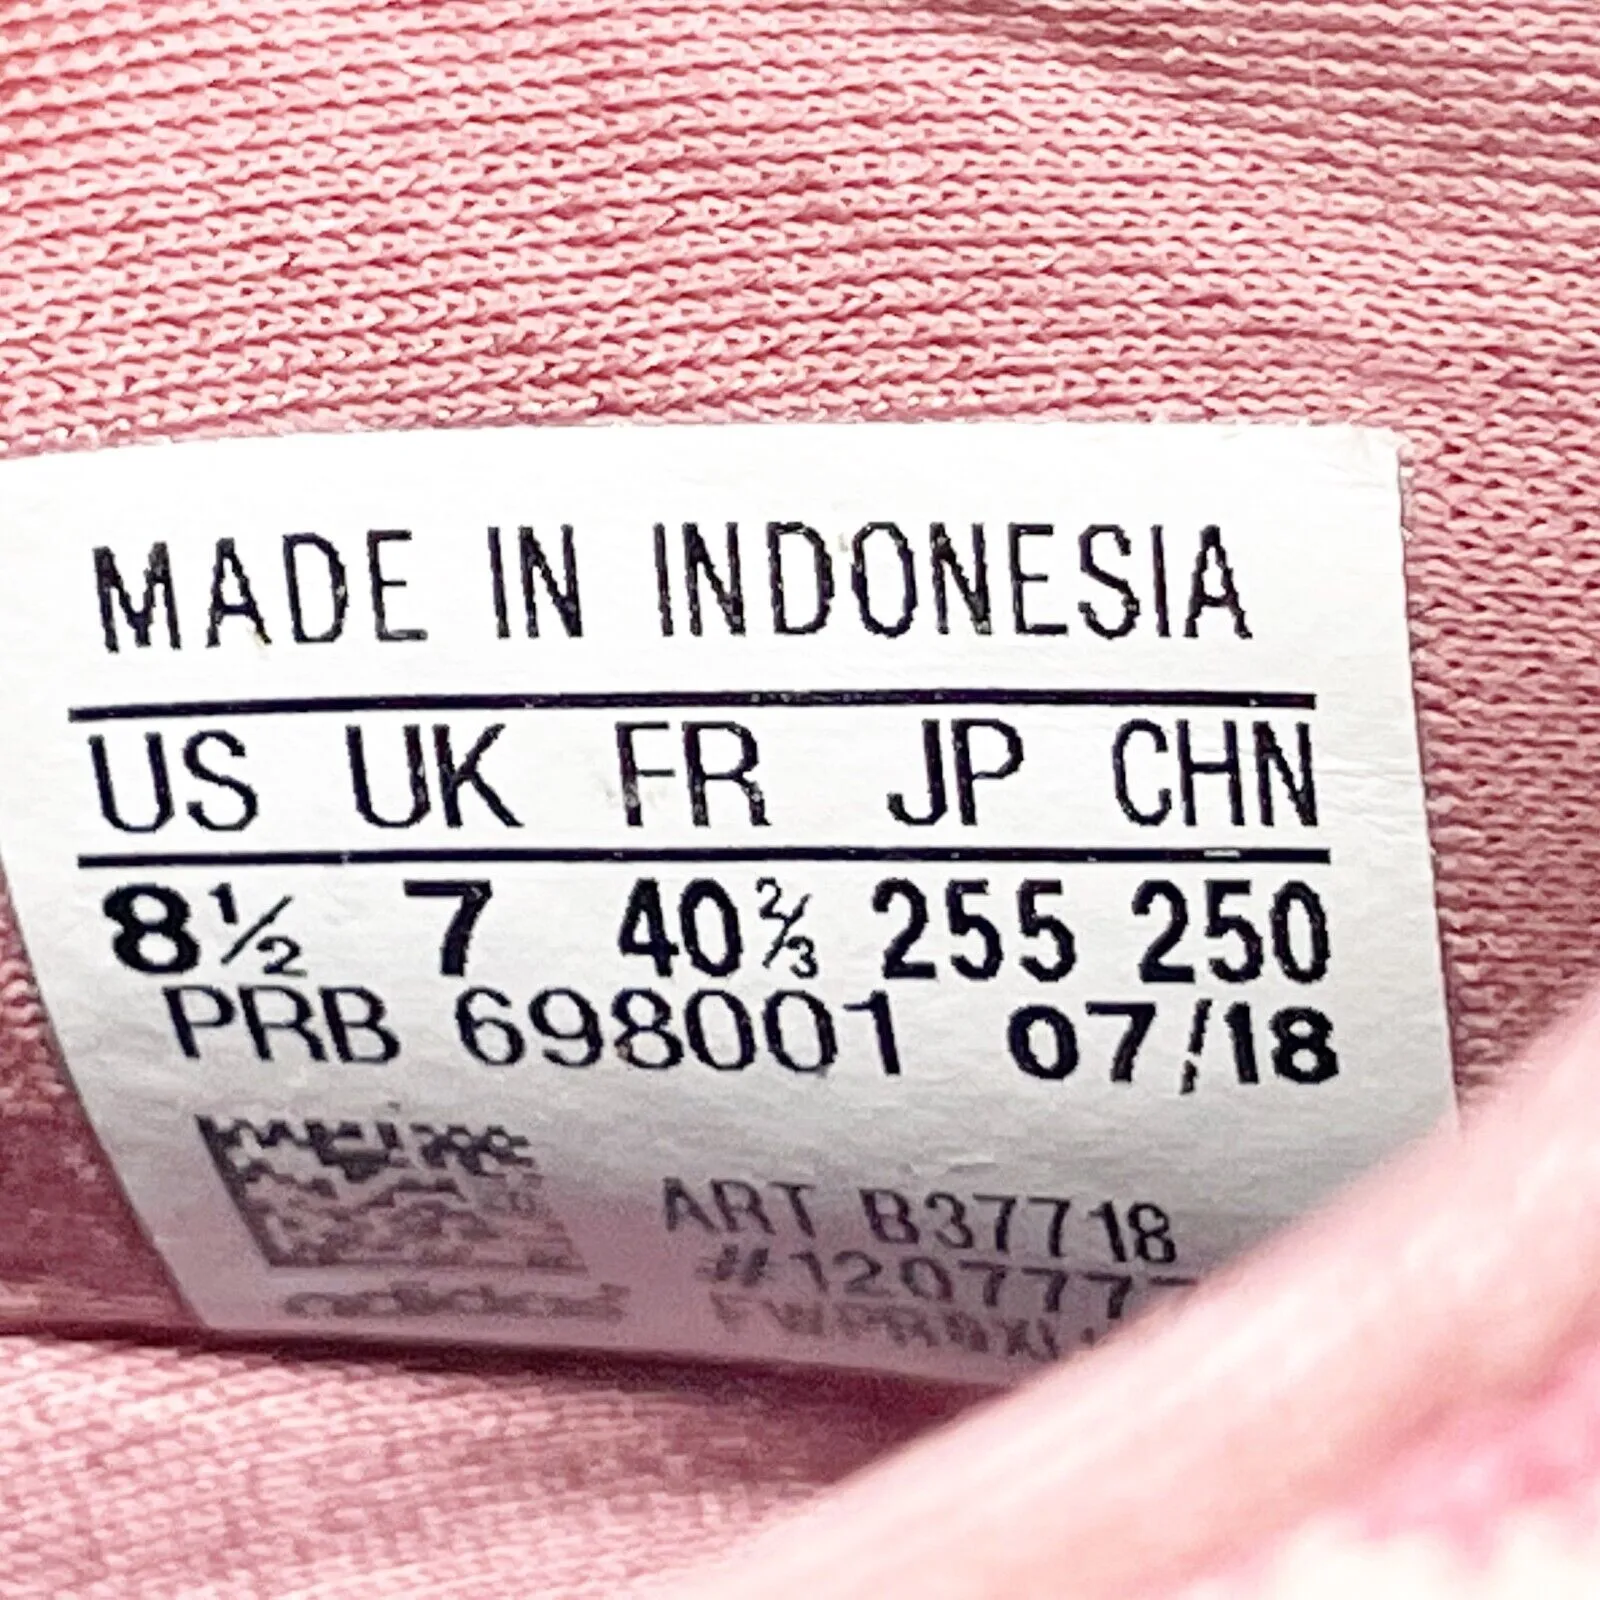 MADE IN INDONESIA
US UK FR JP CHN
8½ 7 40⅔ 255 250
PRB 698001 07/18
ART B37718
adidas